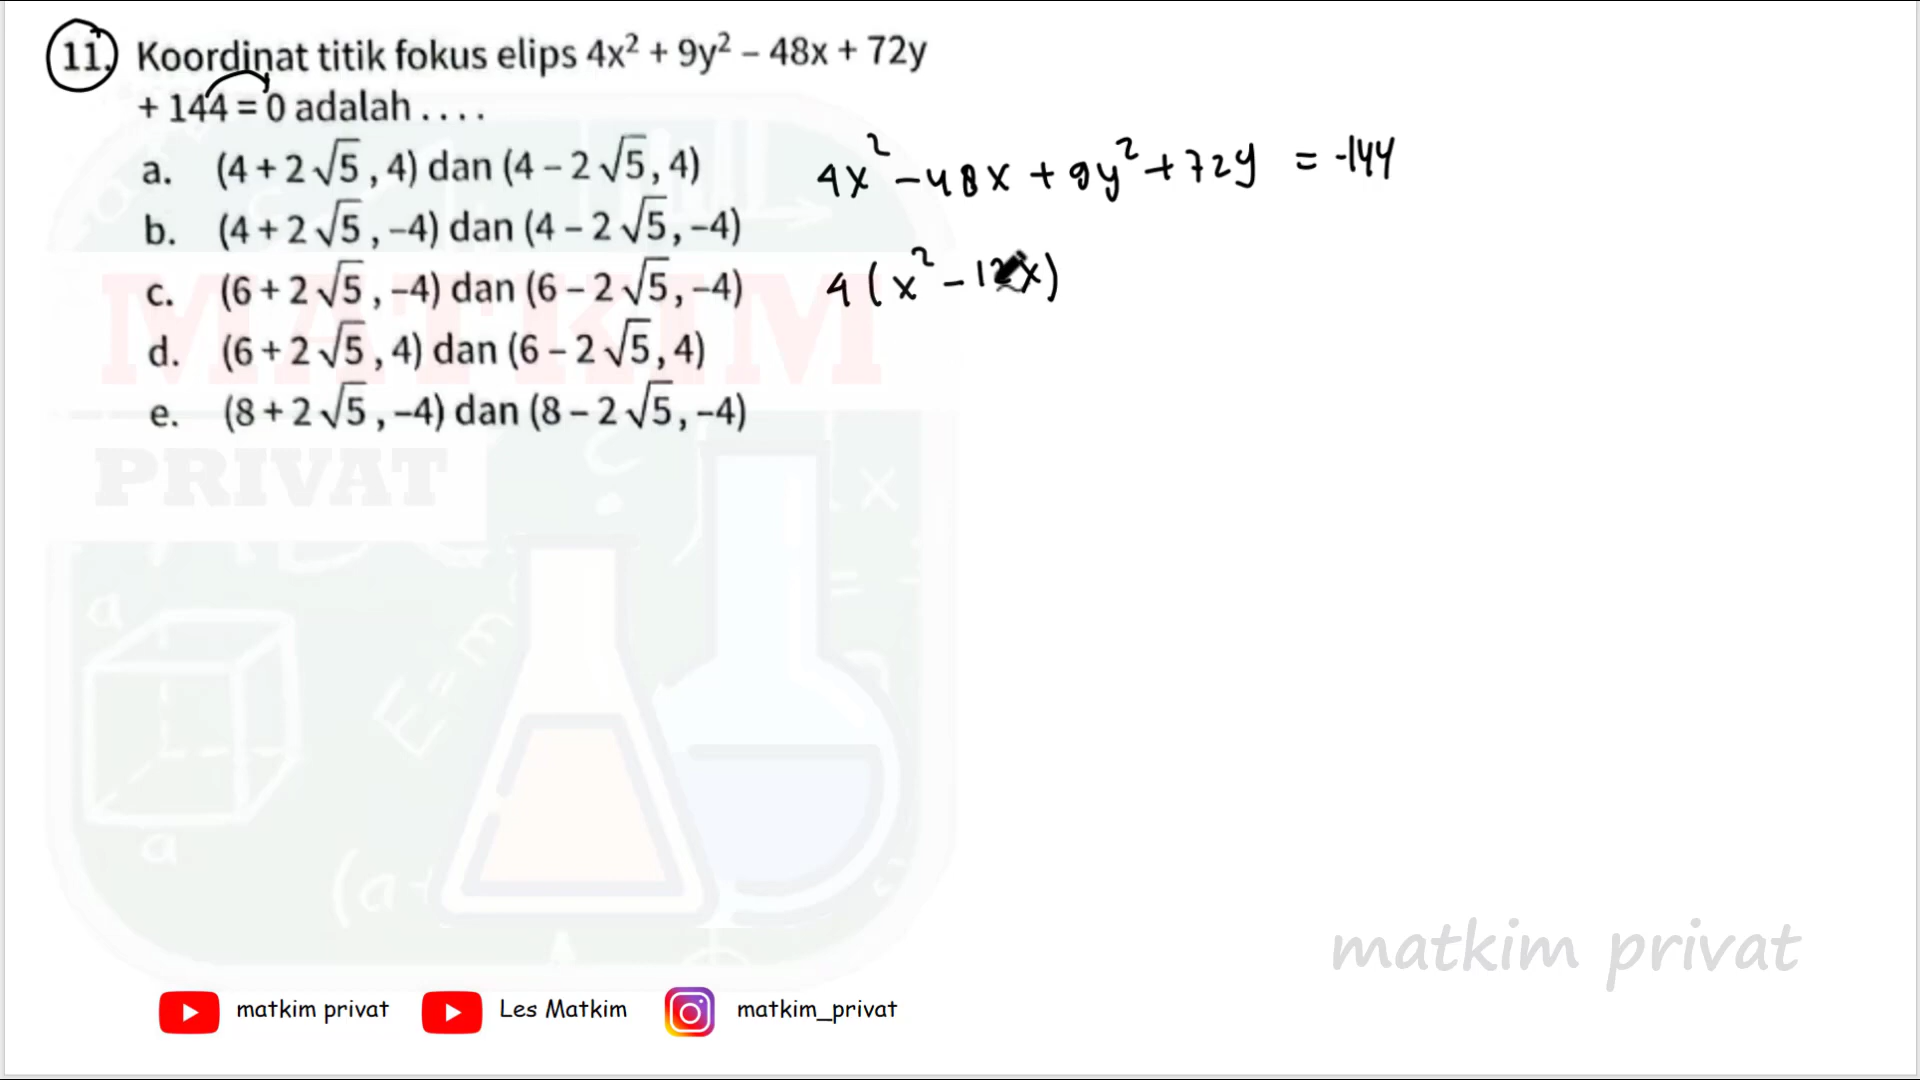 11. Koordinat titik fokus elips 4x² + 9y² – 48x + 72y
+ 144 = 0 adalah . . . .
a. (4 + 2√5, 4) dan (4 – 2√5, 4)
b. (4 + 2√5, –4) dan (4 – 2√5, –4)
c. (6 + 2√5, –4) dan (6 – 2√5, –4)
d. (6 + 2√5, 4) dan (6 – 2√5, 4)
e. (8 + 2√5, –4) dan (8 – 2√5, –4)
4x² – 48x + 9y² + 72y = -144
4(x² – 12x)
MATKIM
PRIVAT
a
a
E=m
(a+
x
matkim privat
matkim privat
Les Matkim
matkim_privat